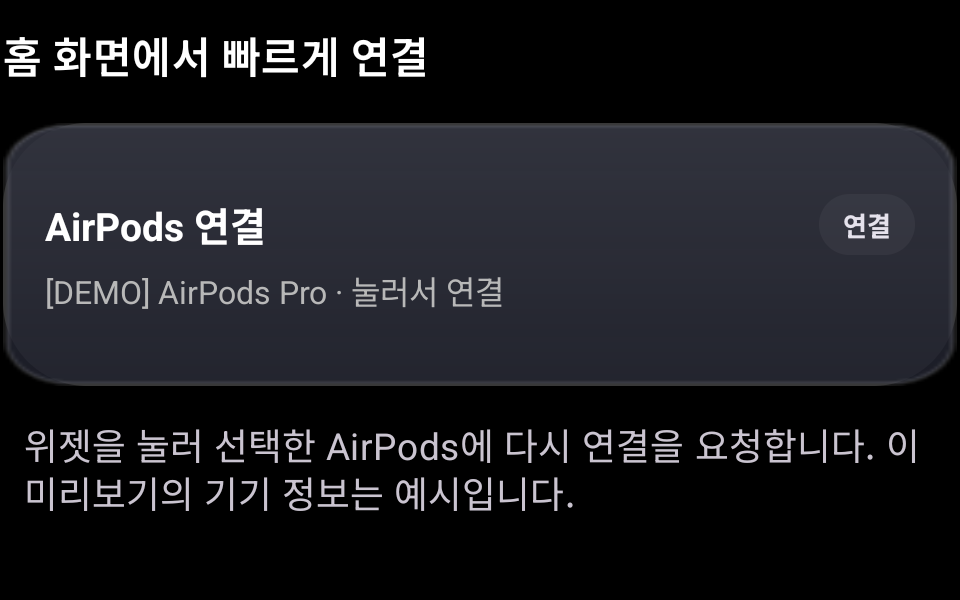 홈 화면에서 빠르게 연결
AirPods 연결
연결
[DEMO] AirPods Pro · 눌러서 연결
위젯을 눌러 선택한 AirPods에 다시 연결을 요청합니다. 이
미리보기의 기기 정보는 예시입니다.